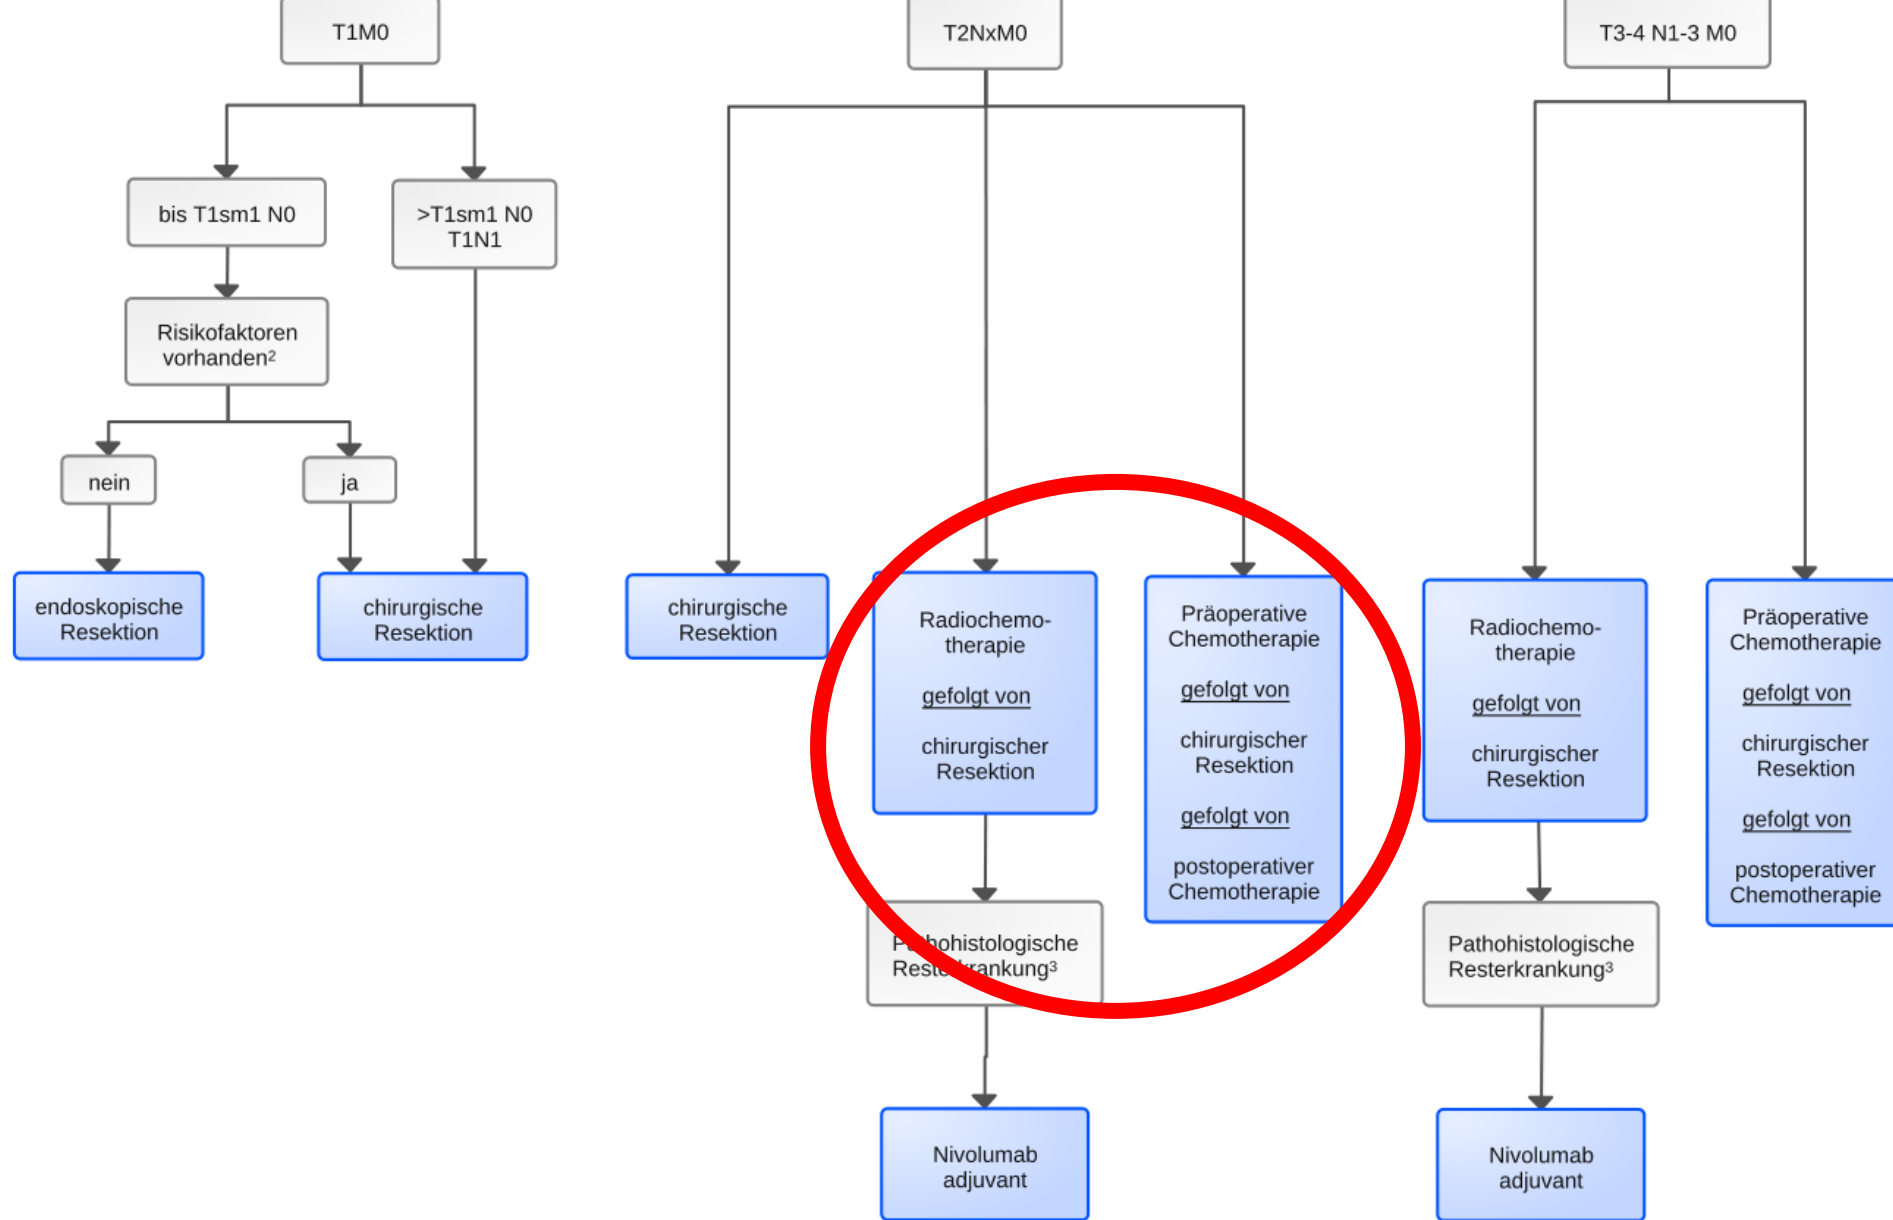 T1M0
T2NxM0
T3-4 N1-3 M0
bis T1sm1 N0
>T1sm1 N0
T1N1
Risikofaktoren
vorhanden²
nein
ja
endoskopische
Resektion
chirurgische
Resektion
chirurgische
Resektion
Radiochemo-
therapie
gefolgt von
chirurgischer
Resektion
Präoperative
Chemotherapie
gefolgt von
chirurgischer
Resektion
gefolgt von
postoperativer
Chemotherapie
Radiochemo-
therapie
gefolgt von
chirurgischer
Resektion
Präoperative
Chemotherapie
gefolgt von
chirurgischer
Resektion
gefolgt von
postoperativer
Chemotherapie
Pathohistologische
Resterkrankung³
Pathohistologische
Resterkrankung³
Nivolumab
adjuvant
Nivolumab
adjuvant